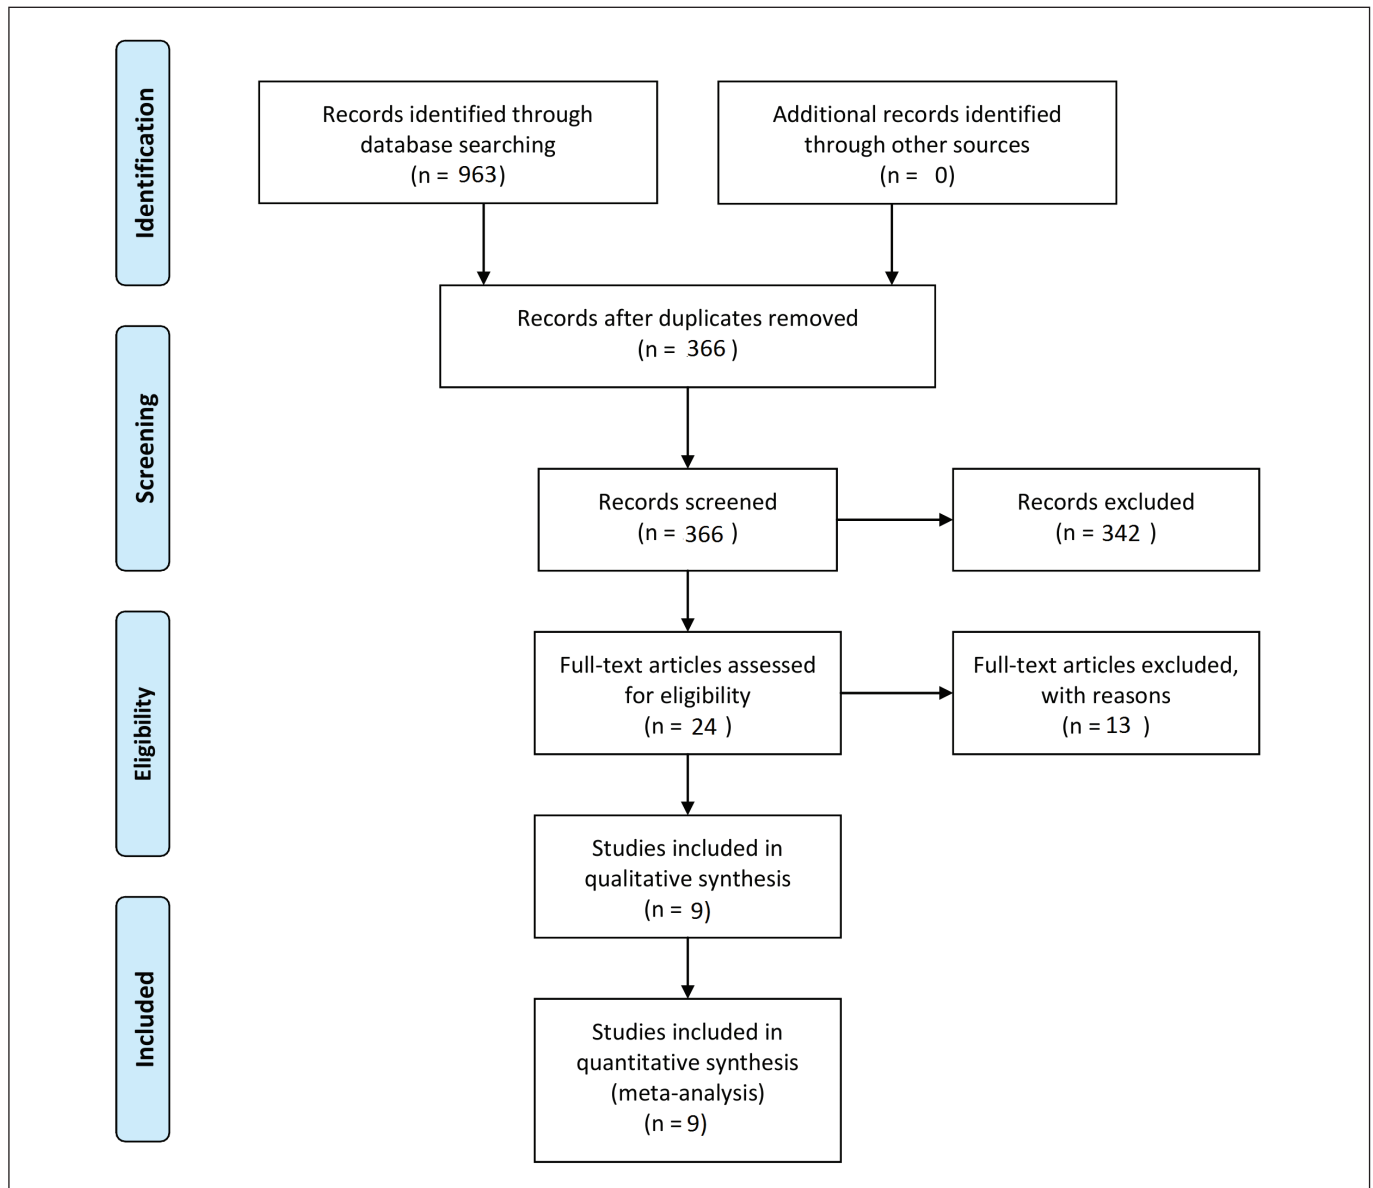 Identification
Records identified through
database searching
(n = 963)
Additional records identified
through other sources
(n = 0)
Records after duplicates removed
(n = 366 )
Screening
Records screened
(n = 366 )
Records excluded
(n = 342 )
Eligibility
Full-text articles assessed
for eligibility
(n = 24 )
Full-text articles excluded,
with reasons
(n = 13 )
Studies included in
qualitative synthesis
(n = 9)
Included
Studies included in
quantitative synthesis
(meta-analysis)
(n = 9)